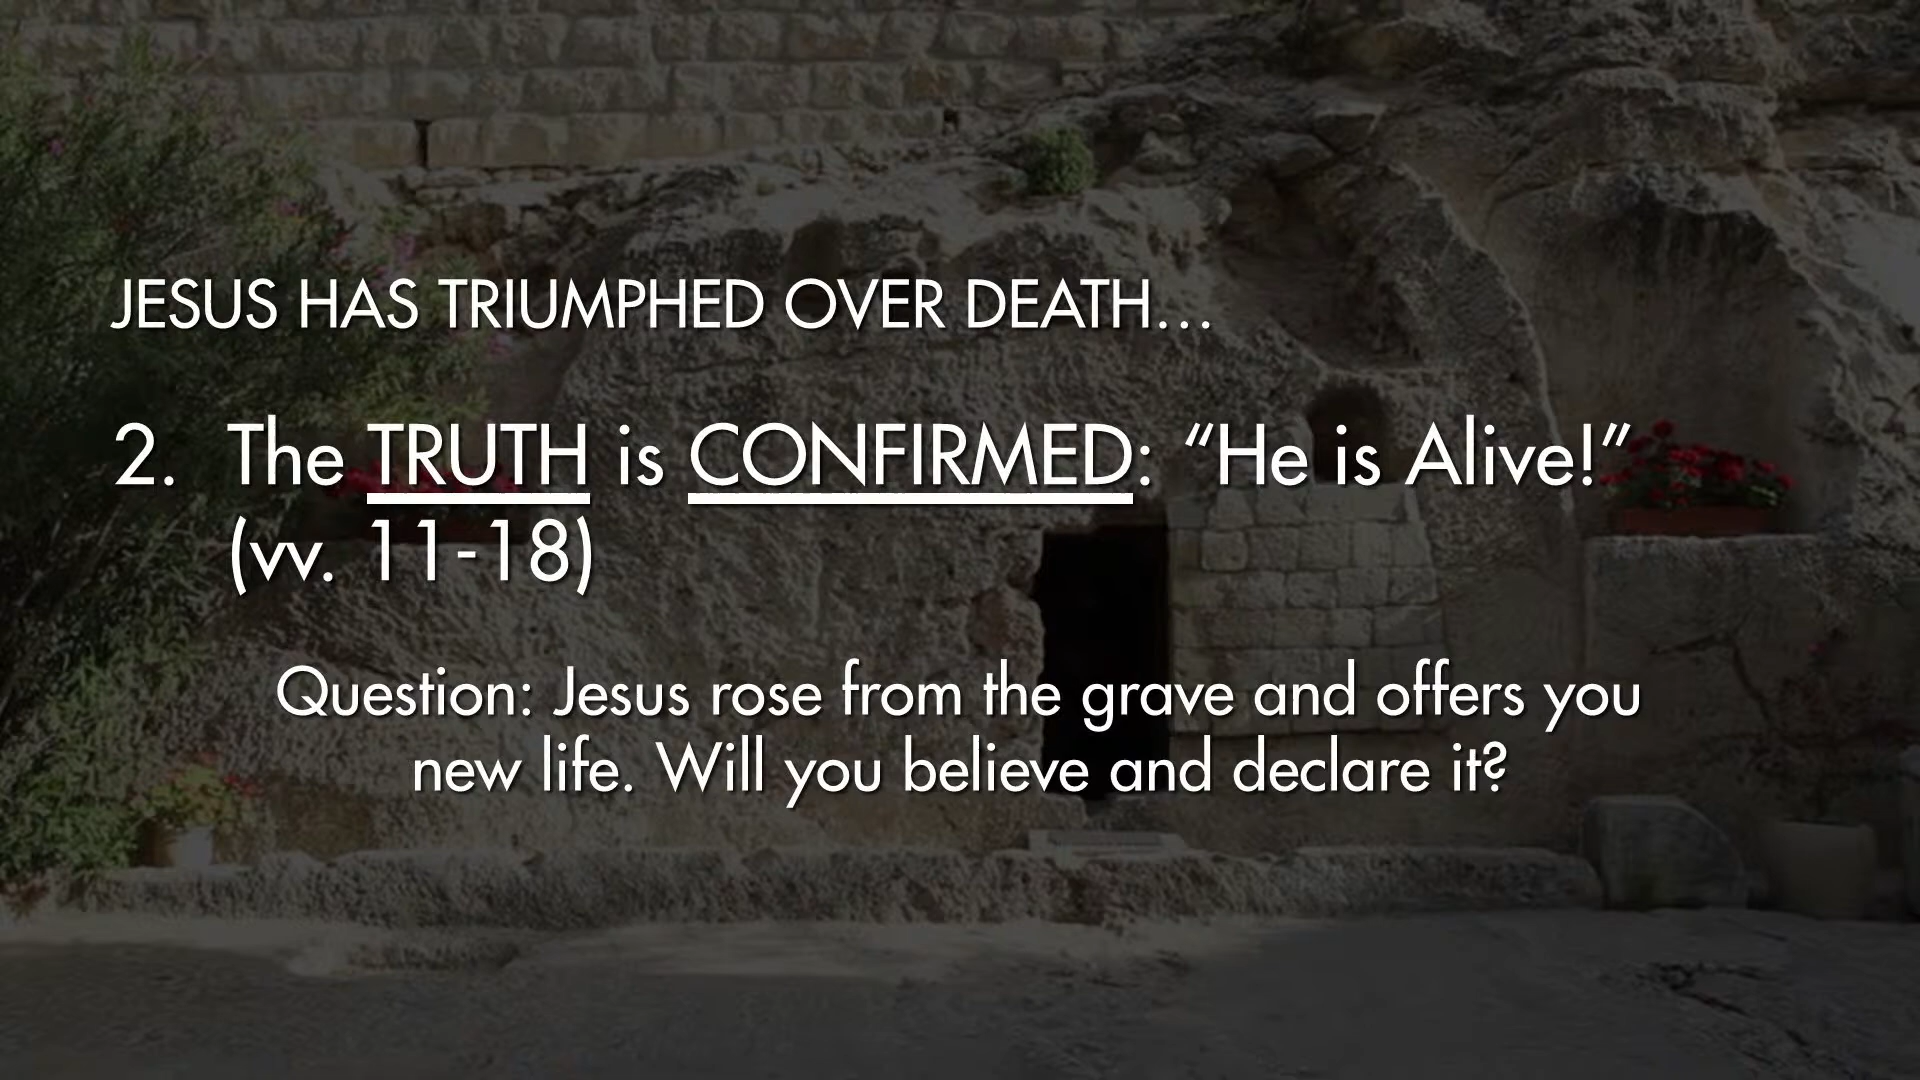 JESUS HAS TRIUMPHED OVER DEATH…
2. The TRUTH is CONFIRMED: “He is Alive!”
(vv. 11-18)
Question: Jesus rose from the grave and offers you
new life. Will you believe and declare it?